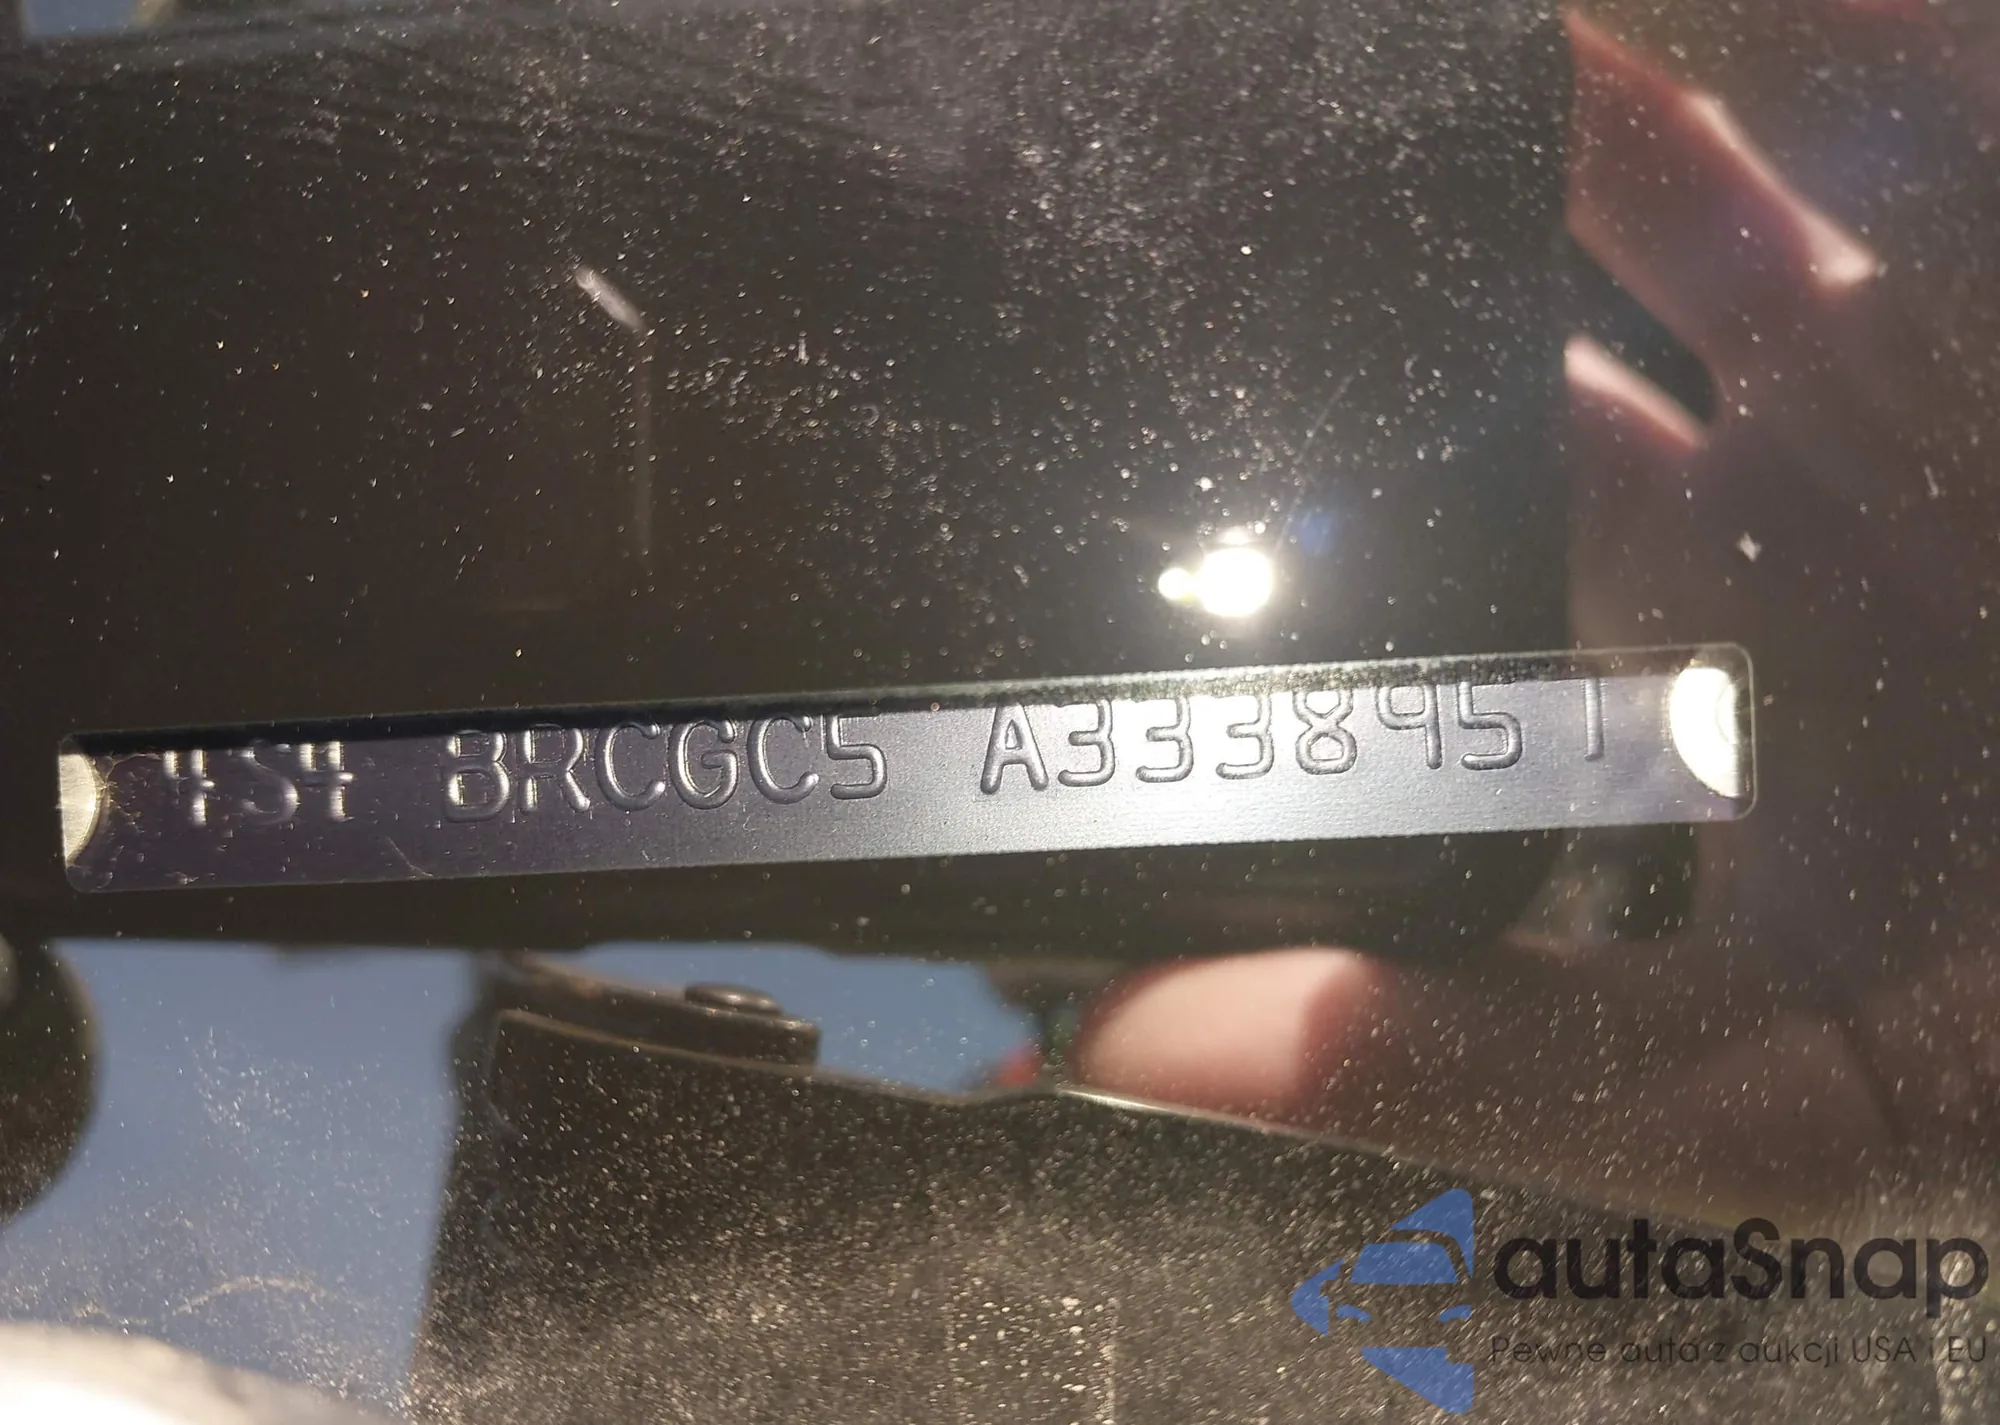 4S4 BRCGC5 A3338951
autaSnap
Pewne auta z aukcji USA i EU